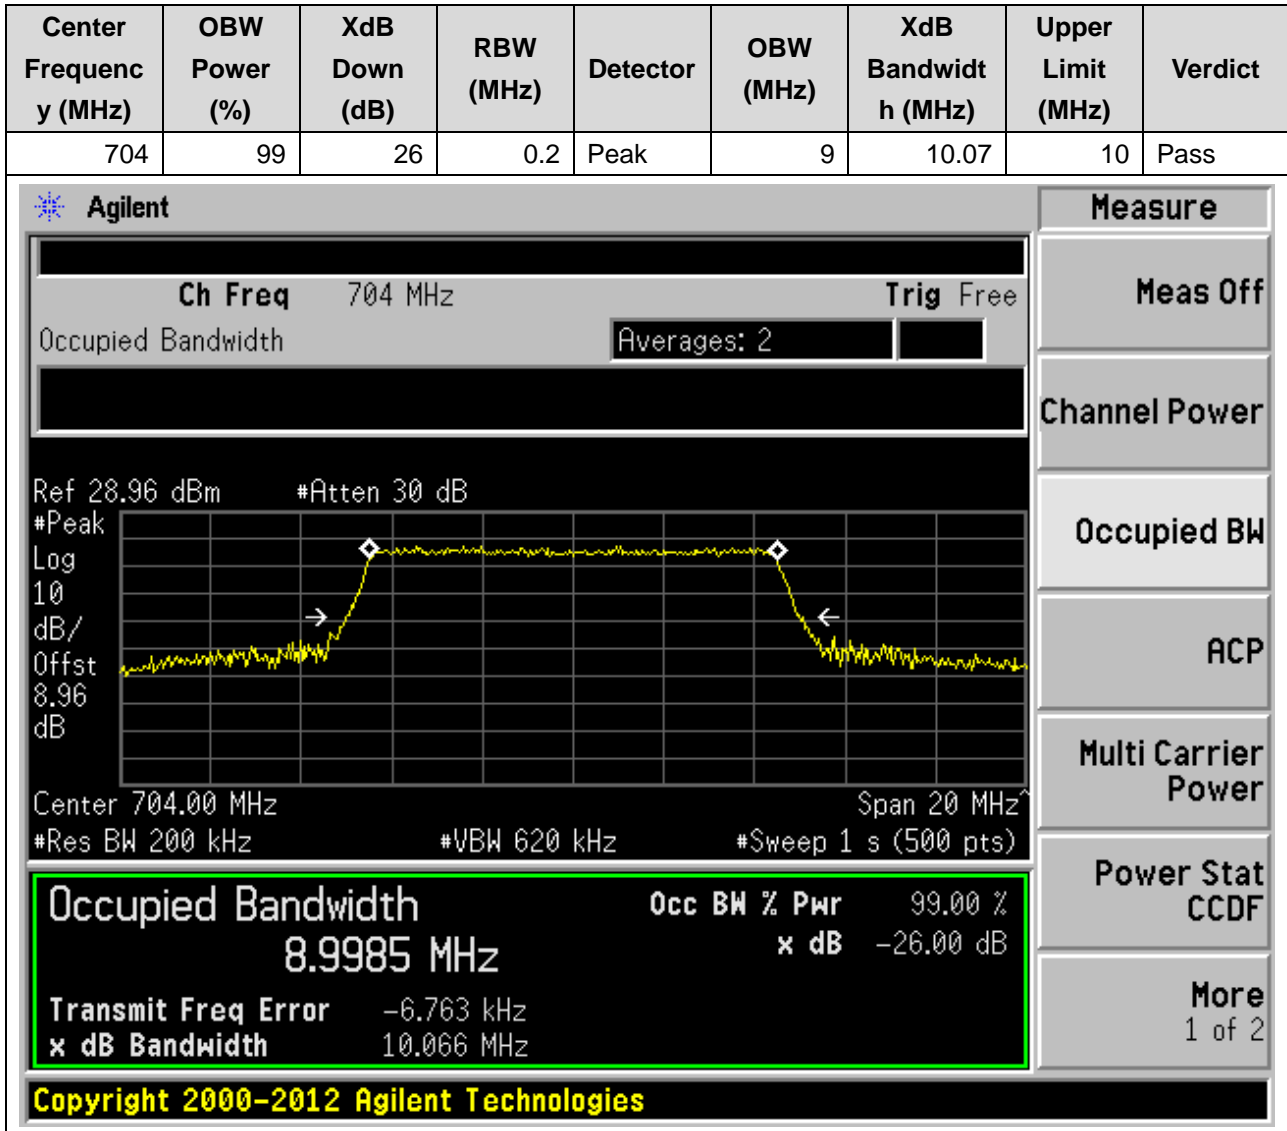 Center Frequency (MHz) OBW Power (%) XdB Down (dB) RBW (MHz) Detector OBW (MHz) XdB Bandwidth (MHz) Upper Limit (MHz) Verdict
704 99 26 0.2 Peak 9 10.07 10 Pass
Agilent
Measure
Ch Freq 704 MHz Trig Free
Meas Off
Occupied Bandwidth Averages: 2
Channel Power
Ref 28.96 dBm #Atten 30 dB
#Peak
Log
10
dB/
Offst
8.96
dB
Occupied BW
ACP
Multi Carrier
Power
Center 704.00 MHz Span 20 MHz^
#Res BW 200 kHz #VBW 620 kHz #Sweep 1 s (500 pts)
Power Stat
CCDF
Occupied Bandwidth Occ BW % Pwr 99.00 %
8.9985 MHz x dB -26.00 dB
Transmit Freq Error -6.763 kHz
x dB Bandwidth 10.066 MHz
More
1 of 2
Copyright 2000-2012 Agilent Technologies